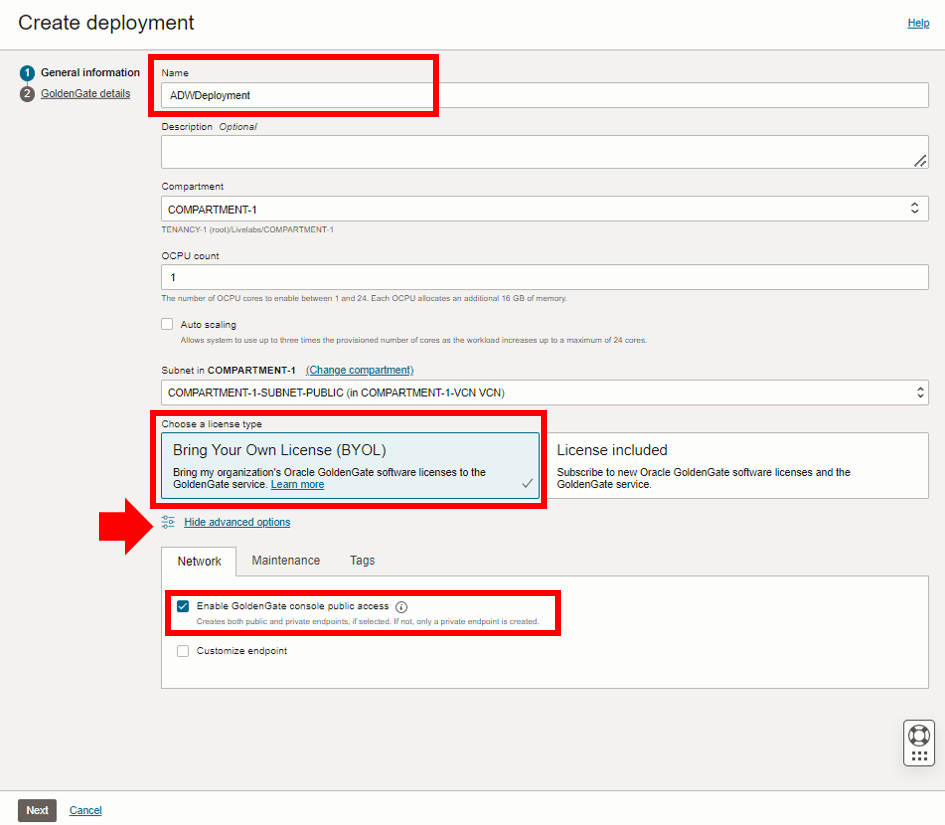 Create deployment
Help
1 General information
2 GoldenGate details
Name
ADWDeployment
Description Optional
Compartment
COMPARTMENT-1
TENANCY-1 (root)/Livelabs/COMPARTMENT-1
OCPU count
1
The number of OCPU cores to enable between 1 and 24. Each OCPU allocates an additional 16 GB of memory.
Auto scaling
Allows system to use up to three times the provisioned number of cores as the workload increases up to a maximum of 24 cores.
Subnet in COMPARTMENT-1 (Change compartment)
COMPARTMENT-1-SUBNET-PUBLIC (in COMPARTMENT-1-VCN VCN)
Choose a license type
Bring Your Own License (BYOL)
Bring my organization's Oracle GoldenGate software licenses to the
GoldenGate service. Learn more
License included
Subscribe to new Oracle GoldenGate software licenses and the
GoldenGate service.
Hide advanced options
Network Maintenance Tags
Enable GoldenGate console public access
Creates both public and private endpoints, if selected. If not, only a private endpoint is created.
Customize endpoint
Next Cancel